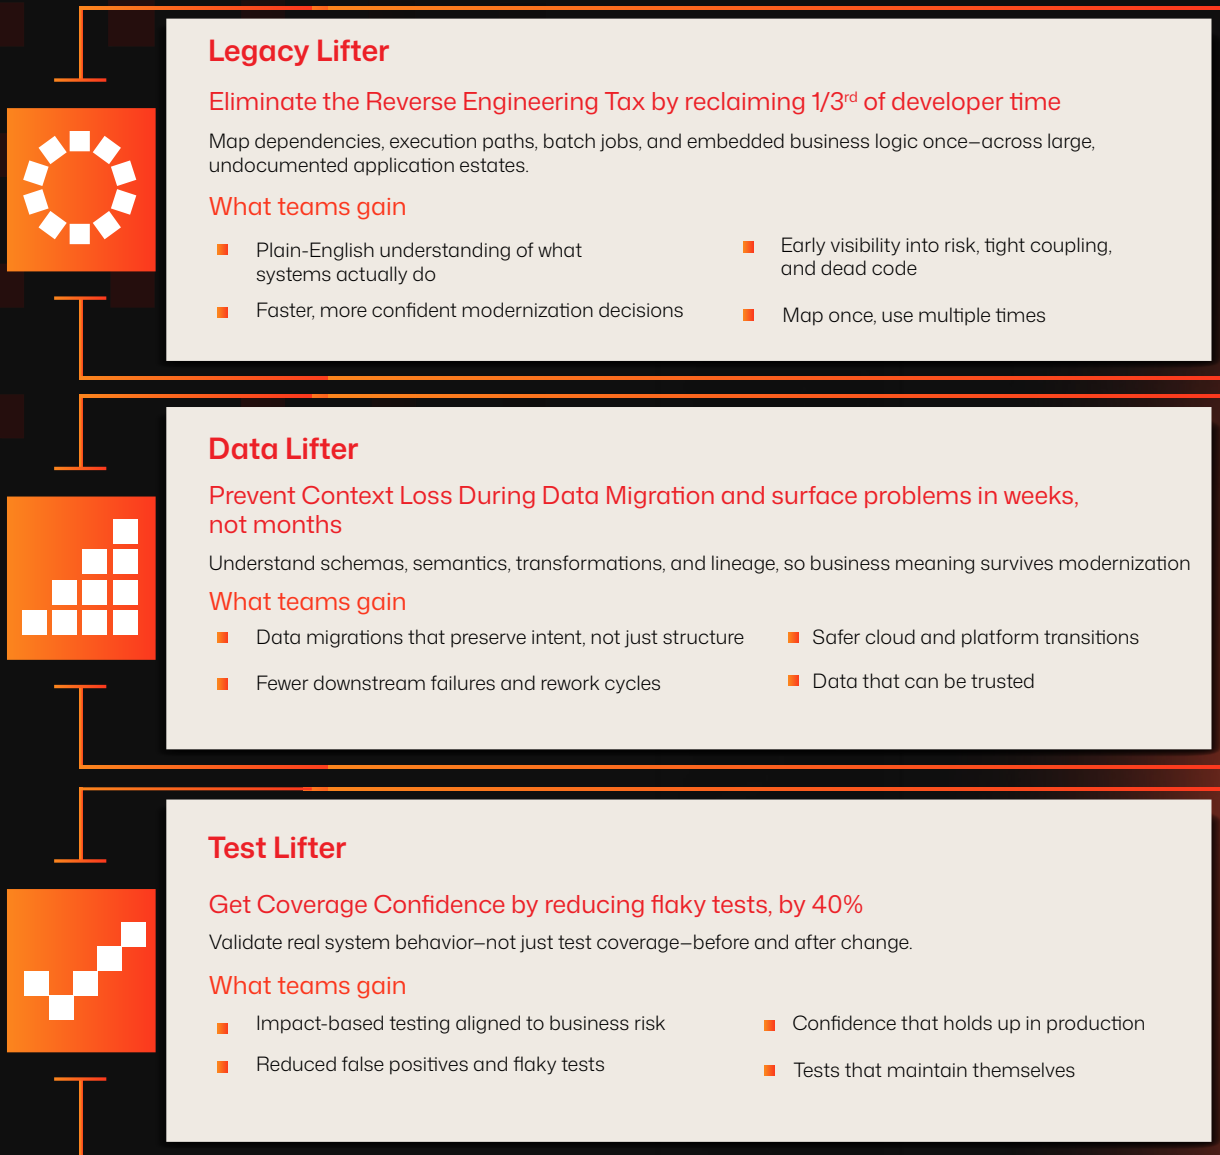 Legacy Lifter
Eliminate the Reverse Engineering Tax by reclaiming 1/3rd of developer time
Map dependencies, execution paths, batch jobs, and embedded business logic once—across large,
undocumented application estates.
What teams gain
Plain-English understanding of what
systems actually do
Faster, more confident modernization decisions
Early visibility into risk, tight coupling,
and dead code
Map once, use multiple times
Data Lifter
Prevent Context Loss During Data Migration and surface problems in weeks,
not months
Understand schemas, semantics, transformations, and lineage, so business meaning survives modernization
What teams gain
Data migrations that preserve intent, not just structure
Fewer downstream failures and rework cycles
Safer cloud and platform transitions
Data that can be trusted
Test Lifter
Get Coverage Confidence by reducing flaky tests, by 40%
Validate real system behavior—not just test coverage—before and after change.
What teams gain
Impact-based testing aligned to business risk
Reduced false positives and flaky tests
Confidence that holds up in production
Tests that maintain themselves